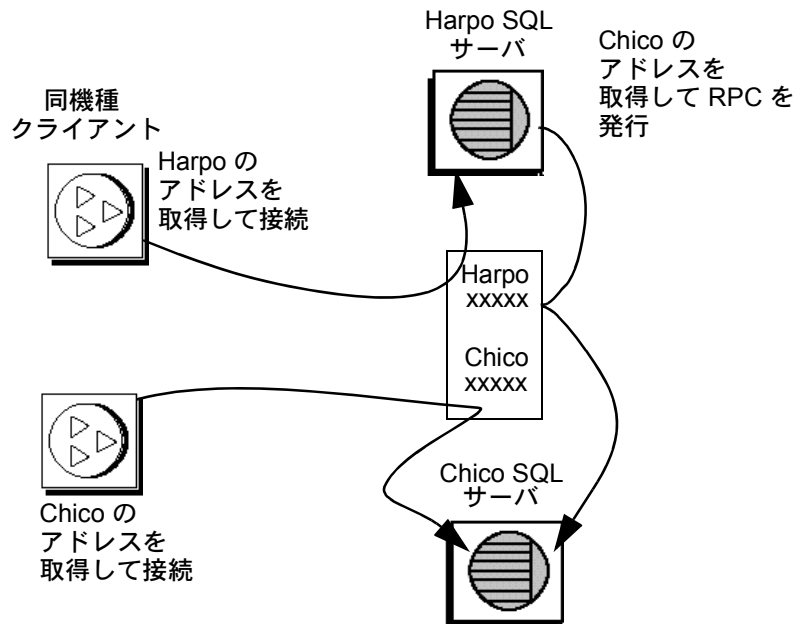 Harpo SQL
サーバ
Chico の
アドレスを
取得して RPC を
発行
同機種
クライアント
Harpo の
アドレスを
取得して接続
Harpo
xxxxx
Chico
xxxxx
Chico SQL
サーバ
Chico の
アドレスを
取得して接続